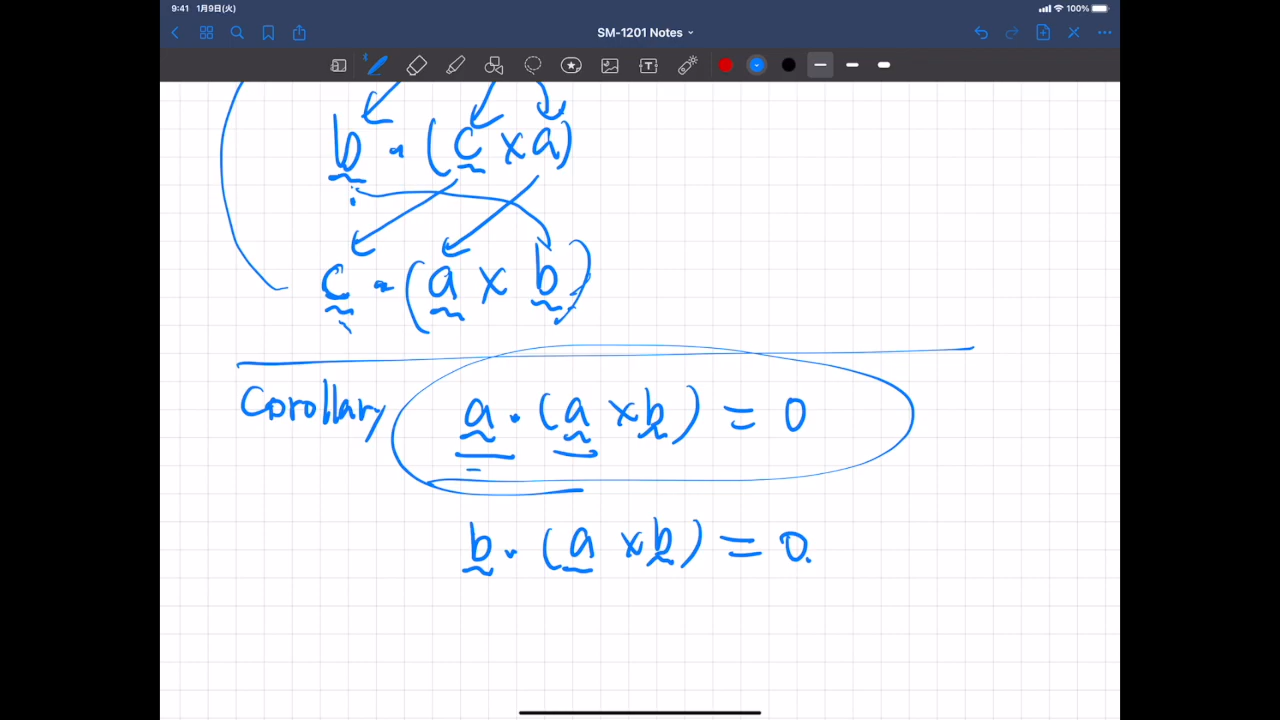 9:41 1月9日(火) 100%
SM-1201 Notes
b · (c × a)
c · (a × b)
Corollary a · (a × b) = 0
b · (a × b) = 0.